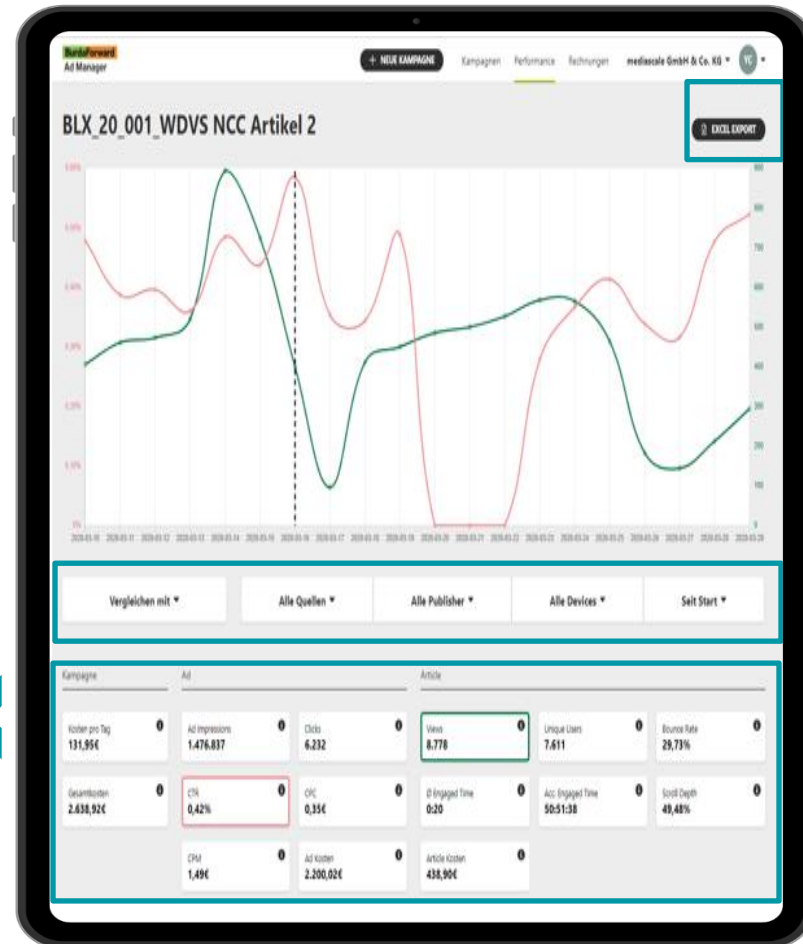 BurdaForward
Ad Manager
+ NEUE KAMPAGNE
Kampagnen
Performance
Rechnungen
mediascale GmbH & Co. KG
YC
BLX_20_001_WDVS NCC Artikel 2
EXCEL EXPORT
Vergleichen mit
Alle Quellen
Alle Publisher
Alle Devices
Seit Start
Kampagne
Ad
Article
Kosten pro Tag
131,95€
Ad Impressions
1.476.837
Clicks
6.232
Views
8.778
Unique Users
7.611
Bounce Rate
29,73%
Gesamtkosten
2.638,92€
CTR
0,42%
CPC
0,35€
Ø Engaged Time
0:20
Acc. Engaged Time
50:51:38
Scroll Depth
49,48%
CPM
1,49€
Ad Kosten
2.200,02€
Article Kosten
438,90€